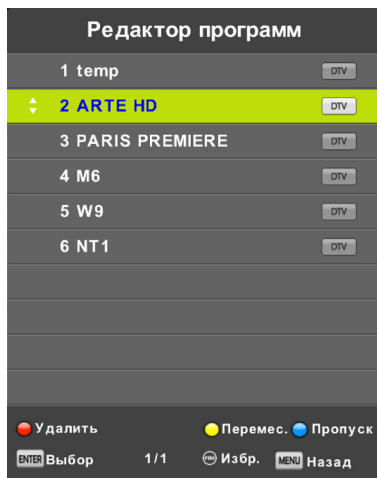 Редактор программ
1 temp DTV
2 ARTE HD DTV
3 PARIS PREMIERE DTV
4 M6 DTV
5 W9 DTV
6 NT1 DTV
Удалить Перемес. Пропуск
ENTER Выбор 1/1 FAV Избр. MENU Назад